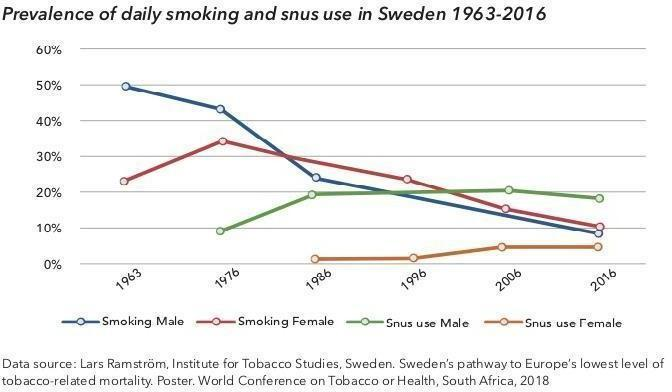 Prevalence of daily smoking and snus use in Sweden 1963-2016
60%
50%
40%
30%
20%
10%
0%
1963
1976
1986
1996
2006
2016
Smoking Male
Smoking Female
Snus use Male
Snus use Female
Data source: Lars Ramström, Institute for Tobacco Studies, Sweden. Sweden's pathway to Europe's lowest level of
tobacco-related mortality. Poster. World Conference on Tobacco or Health, South Africa, 2018